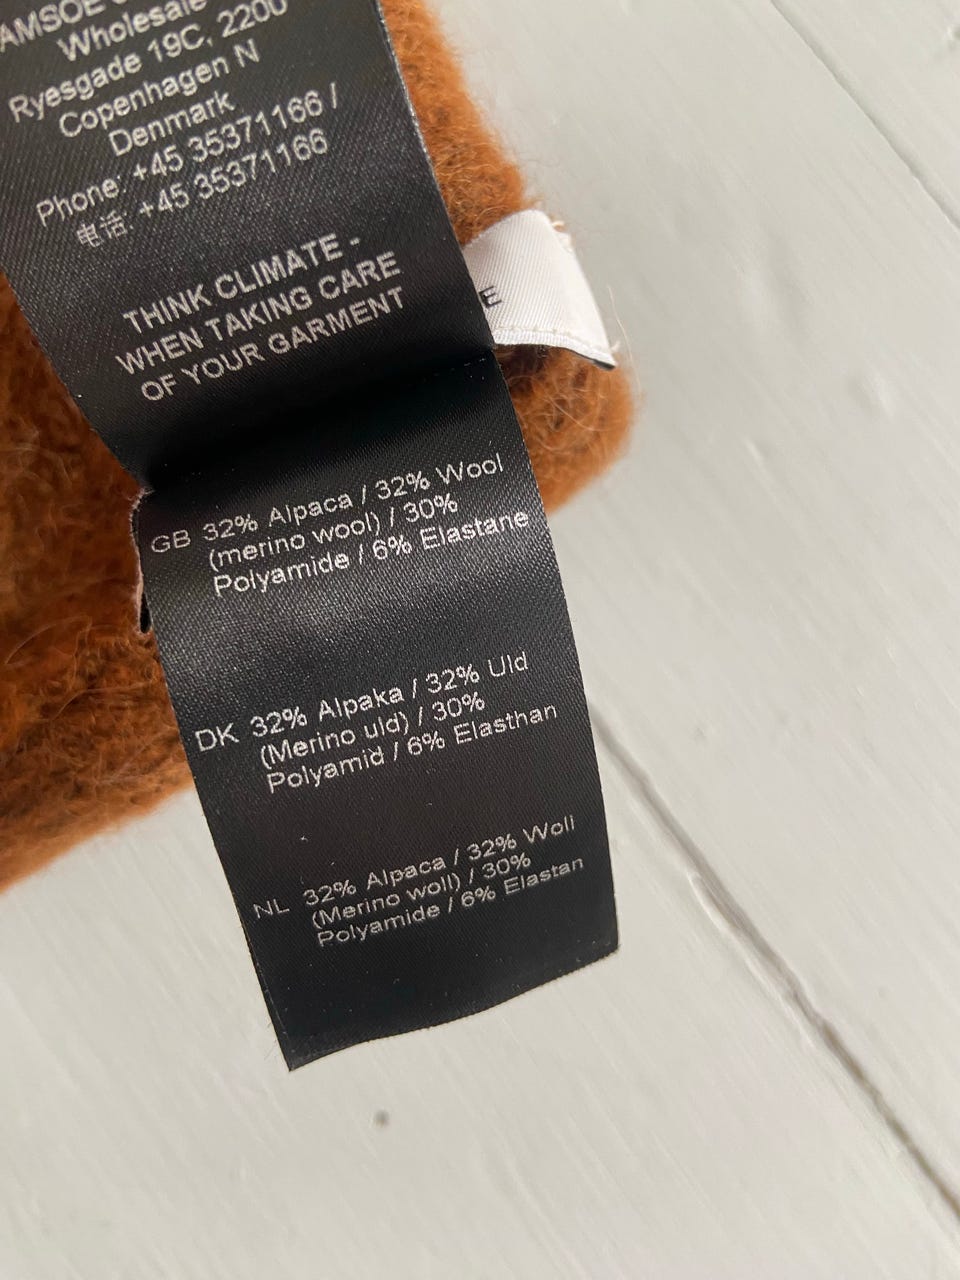 Wholesale
Ryesgade 19C, 2200
Copenhagen N
Denmark
Phone: +45 35371166 /
电话: +45 35371166
THINK CLIMATE -
WHEN TAKING CARE
OF YOUR GARMENT
E
GB 32% Alpaca / 32% Wool
(merino wool) / 30%
Polyamide / 6% Elastane
DK 32% Alpaka / 32% Uld
(Merino uld) / 30%
Polyamid / 6% Elasthan
NL 32% Alpaca / 32% Woll
(Merino woll) / 30%
Polyamide / 6% Elastan